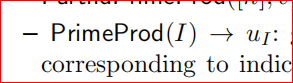 – PrimeProd(I) → u_I:
corresponding to indic